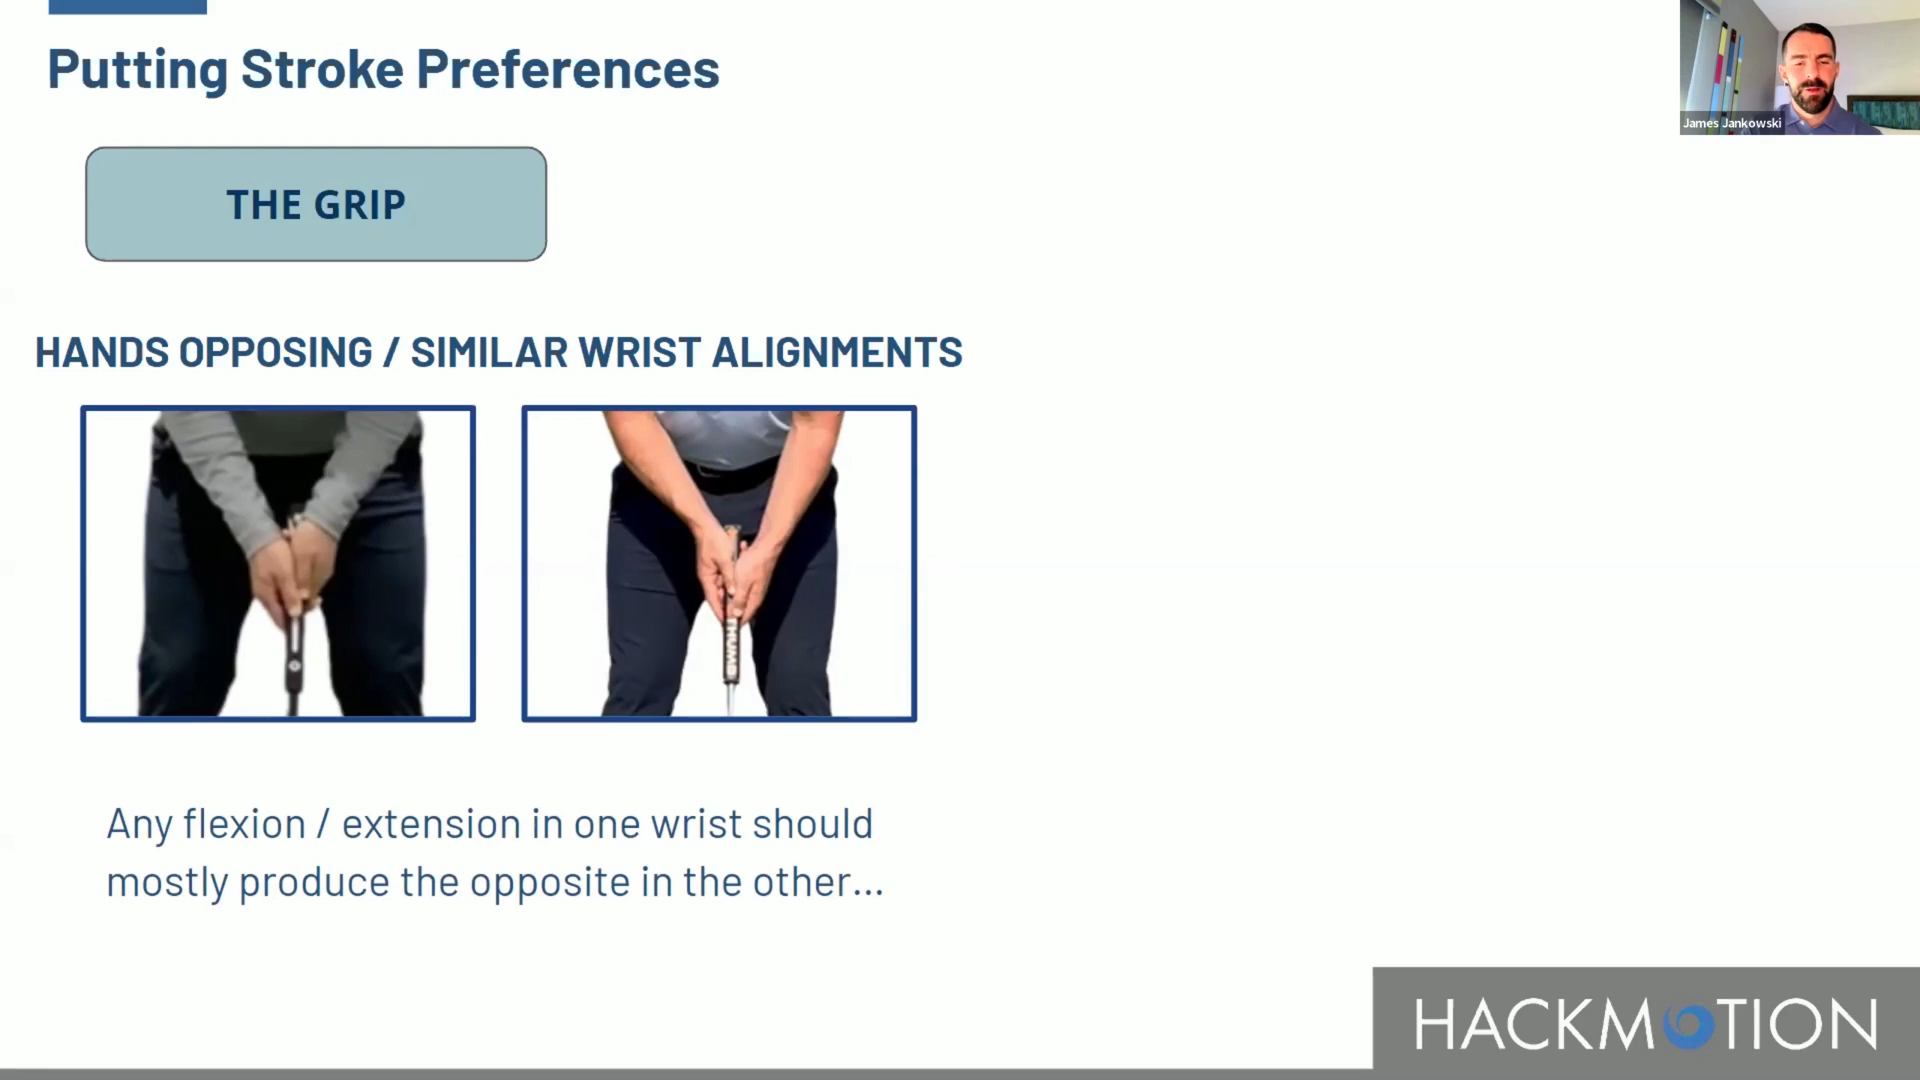 Putting Stroke Preferences
James Jankowski
THE GRIP
HANDS OPPOSING / SIMILAR WRIST ALIGNMENTS
THUMB
Any flexion / extension in one wrist should
mostly produce the opposite in the other...
HACKMOTION